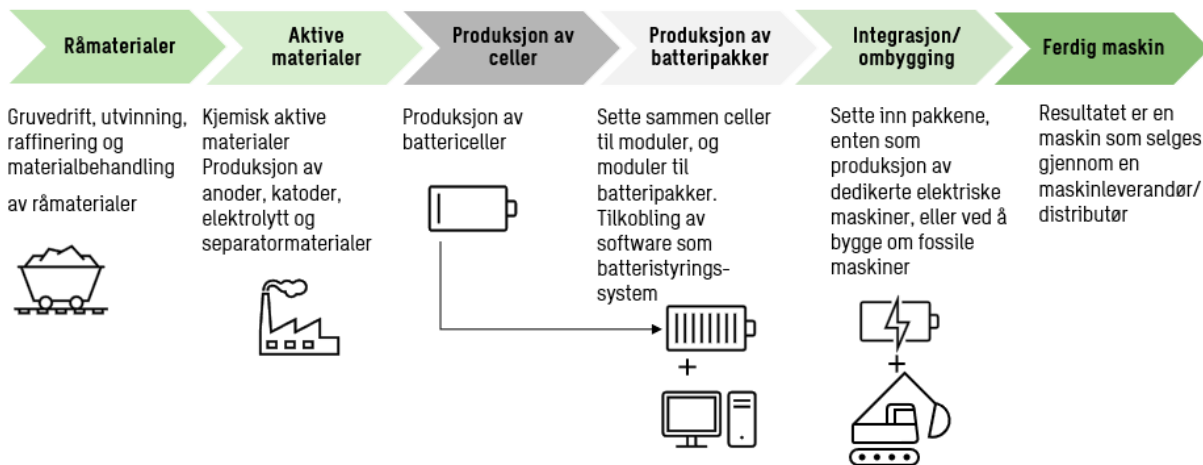 Råmaterialer
Aktive
materialer
Produksjon av
celler
Produksjon av
batteripakker
Integrasjon/
ombygging
Ferdig maskin
Gruvedrift, utvinning,
raffinering og
materialbehandling
av råmaterialer
Kjemisk aktive
materialer
Produksjon av
anoder, katoder,
elektrolytt og
separatormaterialer
Produksjon av
battericeller
Sette sammen celler
til moduler, og
moduler til
batteripakker.
Tilkobling av
software som
batteristyrings-
system
+
Sette inn pakkene,
enten som
produksjon av
dedikerte elektriske
maskiner, eller ved å
bygge om fossile
maskiner
+
Resultatet er en
maskin som selges
gjennom en
maskinleverandør/
distributør